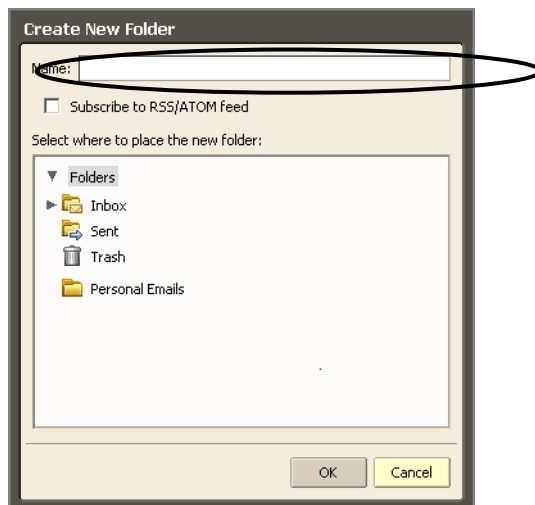 Create New Folder
Name:
Subscribe to RSS/ATOM feed
Select where to place the new folder:
Folders
Inbox
Sent
Trash
Personal Emails
OK Cancel